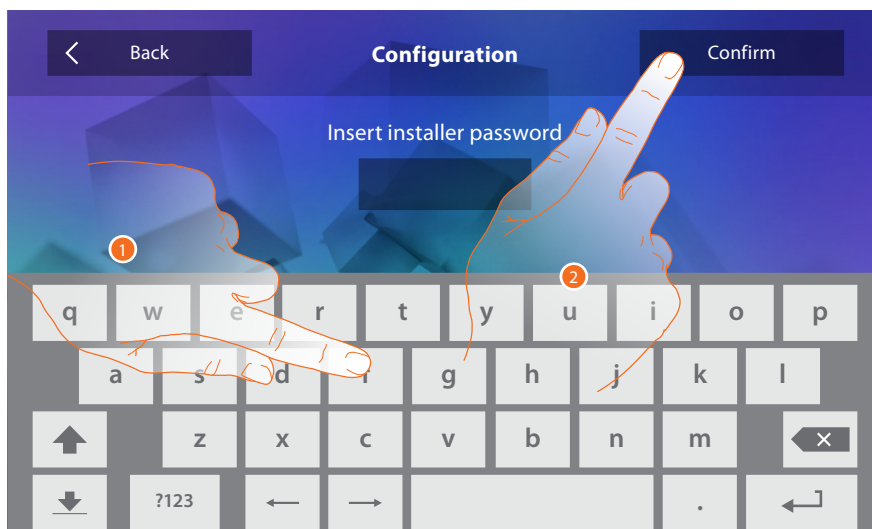 Back Configuration Confirm
Insert installer password
1
2
q w e r t y u i o p
a s d f g h j k l
z x c v b n m
?123 .